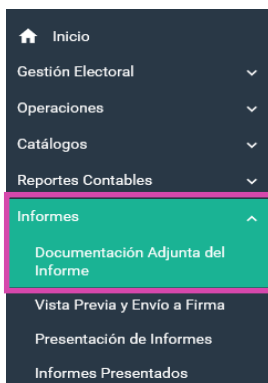 Inicio
Gestión Electoral
Operaciones
Catálogos
Reportes Contables
Informes
Documentación Adjunta del
Informe
Vista Previa y Envío a Firma
Presentación de Informes
Informes Presentados